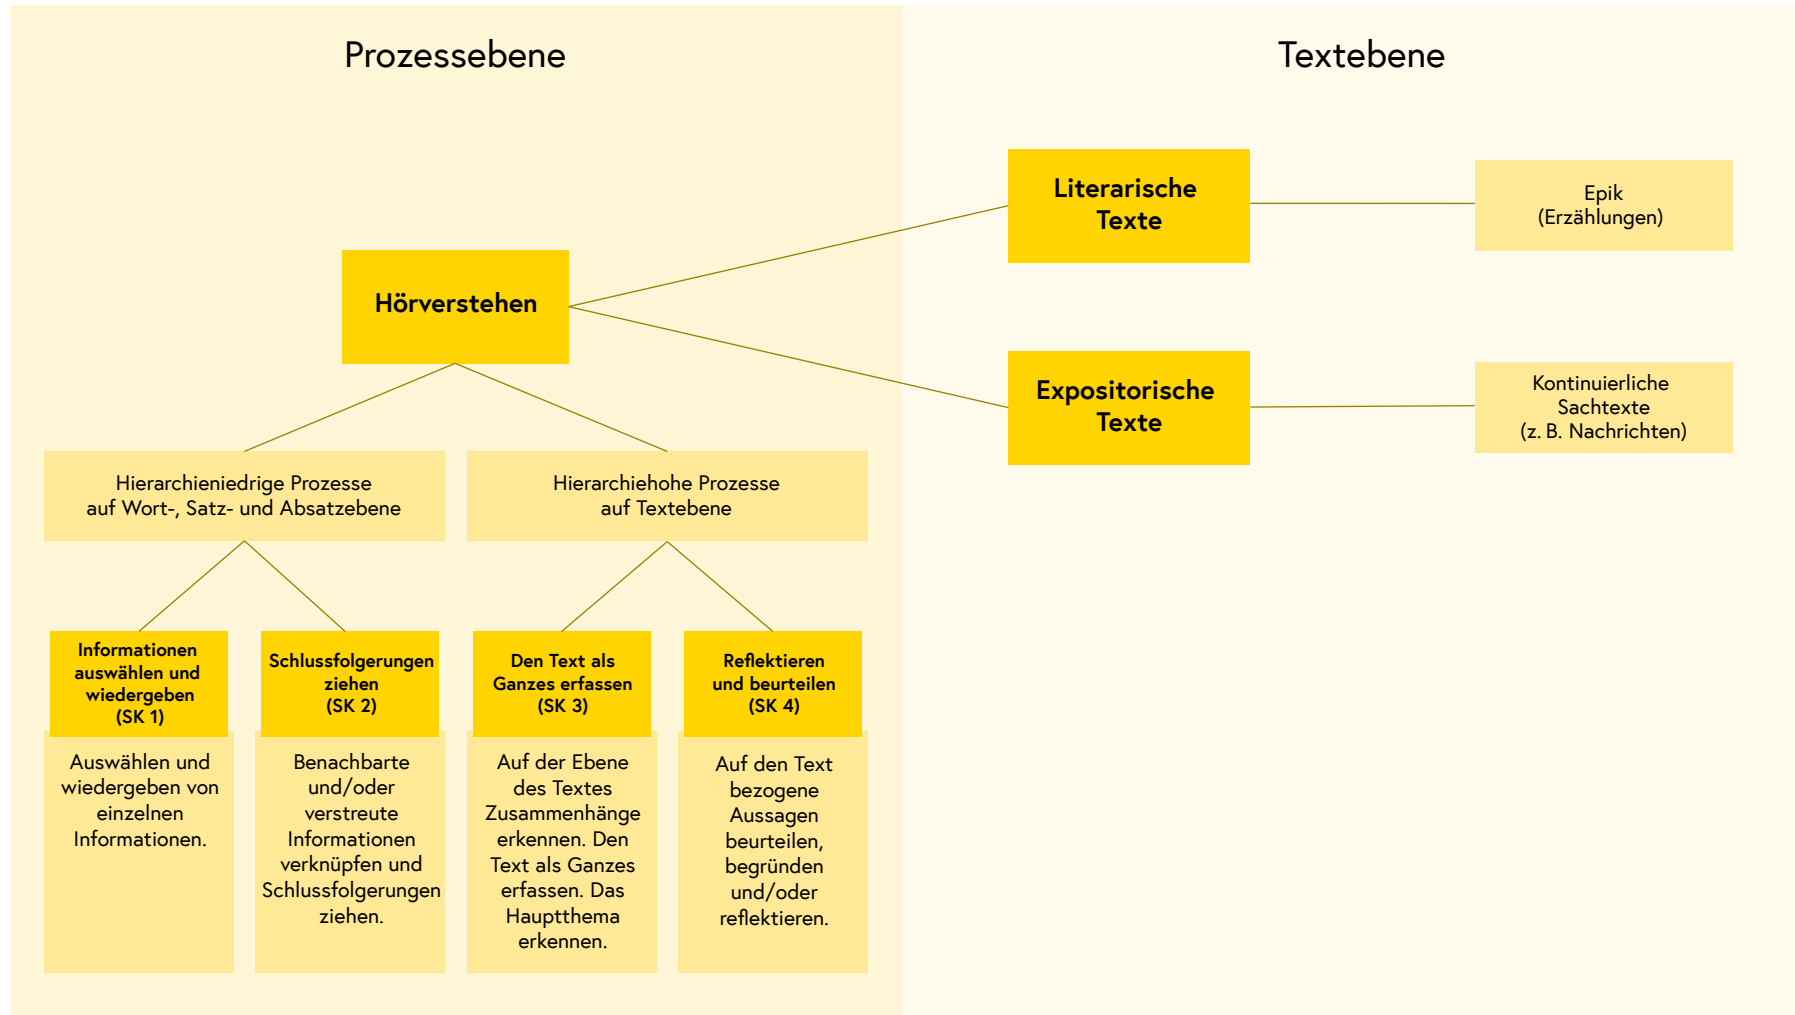 Prozessebene
Textebene
Literarische
Texte
Epik
(Erzählungen)
Hörverstehen
Expositorische
Texte
Kontinuierliche
Sachtexte
(z. B. Nachrichten)
Hierarchieniedrige Prozesse
auf Wort-, Satz- und Absatzebene
Hierarchiehohe Prozesse
auf Textebene
Informationen
auswählen und
wiedergeben
(SK 1)
Auswählen und
wiedergeben von
einzelnen
Informationen.
Schlussfolgerungen
ziehen
(SK 2)
Benachbarte
und/oder
verstreute
Informationen
verknüpfen und
Schlussfolgerungen
ziehen.
Den Text als
Ganzes erfassen
(SK 3)
Auf der Ebene
des Textes
Zusammenhänge
erkennen. Den
Text als Ganzes
erfassen. Das
Hauptthema
erkennen.
Reflektieren
und beurteilen
(SK 4)
Auf den Text
bezogene
Aussagen
beurteilen,
begründen
und/oder
reflektieren.